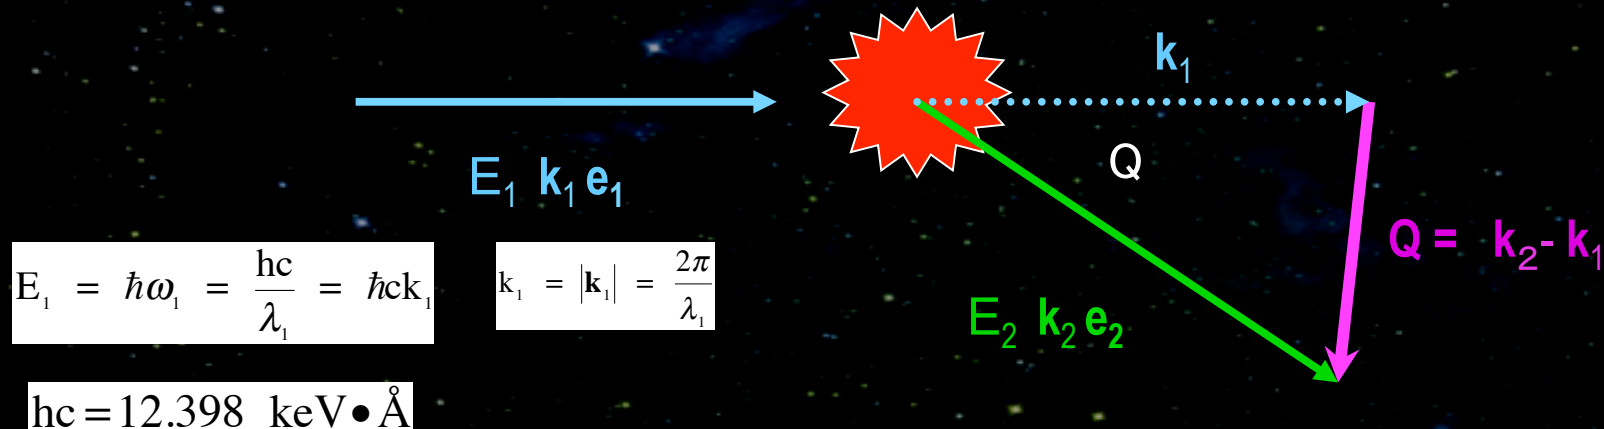 k₁
E₁ k₁ e₁
Q
Q = k₂- k₁
E₁ = ħω₁ = hc/λ₁ = ħck₁
k₁ = |k₁| = 2π/λ₁
E₂ k₂ e₂
hc = 12.398 keV • Å